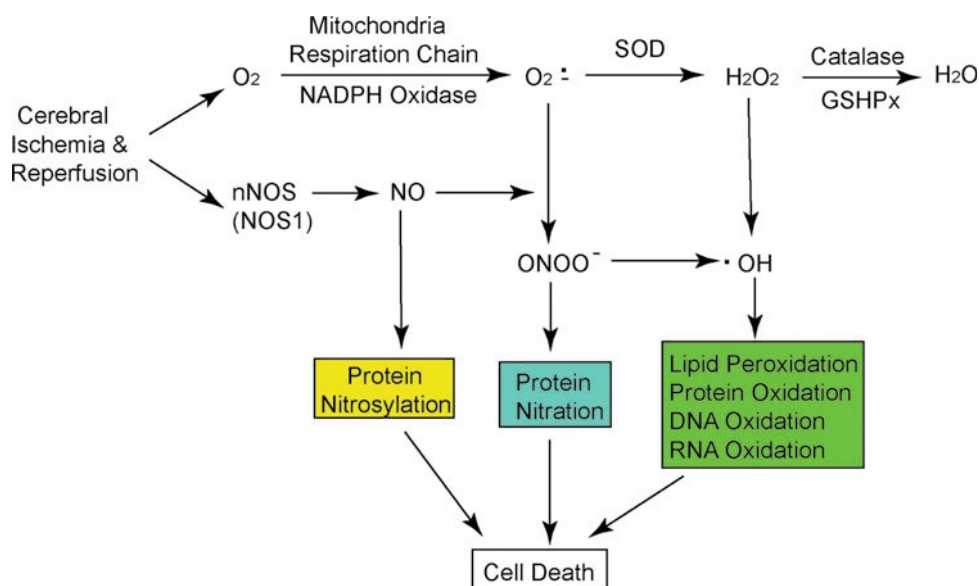 Mitochondria
Respiration Chain
SOD
Catalase
O2
NADPH Oxidase
O2 ∸
H2O2
GSHPx
H2O
Cerebral
Ischemia &
Reperfusion
nNOS
(NOS1)
NO
ONOO-
·OH
Protein
Nitrosylation
Protein
Nitration
Lipid Peroxidation
Protein Oxidation
DNA Oxidation
RNA Oxidation
Cell Death